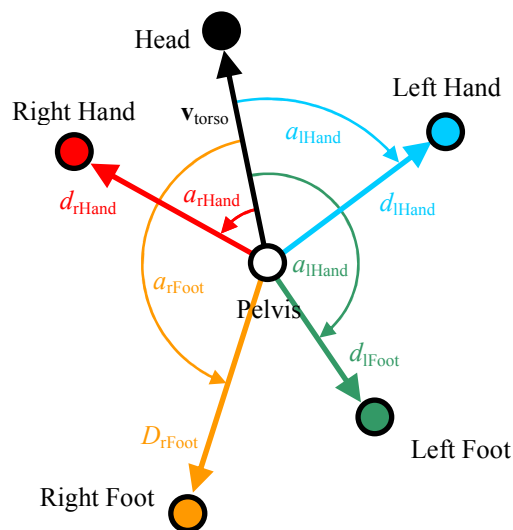 Head
Right Hand
v_torso
Left Hand
a_lHand
d_rHand
a_rHand
d_lHand
a_rFoot
a_lHand
Pelvis
d_lFoot
D_rFoot
Left Foot
Right Foot